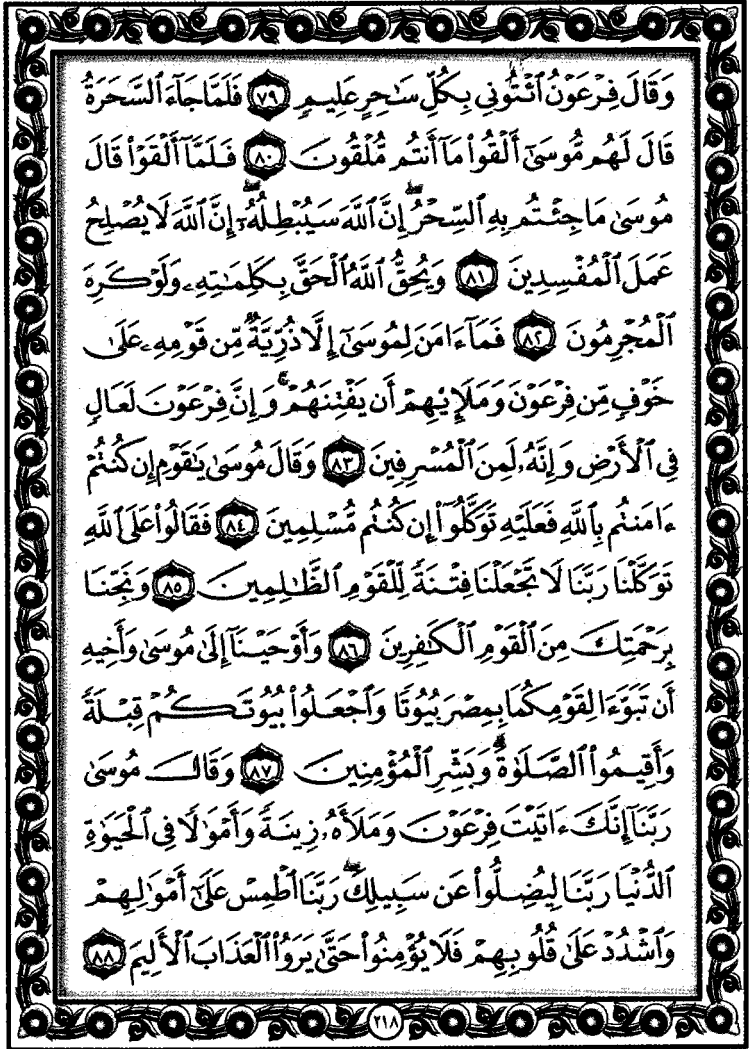 وَقَالَ فِرْعَوْنُ ٱئْتُونِي بِكُلِّ سَٰحِرٍ عَلِيمٍ ٧٩ فَلَمَّا جَآءَ ٱلسَّحَرَةُ
قَالَ لَهُم مُّوسَىٰٓ أَلْقُوا۟ مَآ أَنتُم مُّلْقُونَ ٨٠ فَلَمَّآ أَلْقَوْا۟ قَالَ
مُوسَىٰ مَا جِئْتُم بِهِ ٱلسِّحْرُ ۖ إِنَّ ٱللَّهَ سَيُبْطِلُهُۥٓ ۖ إِنَّ ٱللَّهَ لَا يُصْلِحُ
عَمَلَ ٱلْمُفْسِدِينَ ٨١ وَيُحِقُّ ٱللَّهُ ٱلْحَقَّ بِكَلِمَٰتِهِۦ وَلَوْ كَرِهَ
ٱلْمُجْرِمُونَ ٨٢ فَمَآ ءَامَنَ لِمُوسَىٰٓ إِلَّا ذُرِّيَّةٌ مِّن قَوْمِهِۦ عَلَىٰ
خَوْفٍ مِّن فِرْعَوْنَ وَمَلَإِي۟هِمْ أَن يَفْتِنَهُمْ ۚ وَإِنَّ فِرْعَوْنَ لَعَالٍ
فِى ٱلْأَرْضِ وَإِنَّهُۥ لَمِنَ ٱلْمُسْرِفِينَ ٨٣ وَقَالَ مُوسَىٰ يَٰقَوْمِ إِن كُنتُمْ
ءَامَنتُم بِٱللَّهِ فَعَلَيْهِ تَوَكَّلُوٓا۟ إِن كُنتُم مُّسْلِمِينَ ٨٤ فَقَالُوا۟ عَلَى ٱللَّهِ
تَوَكَّلْنَا رَبَّنَا لَا تَجْعَلْنَا فِتْنَةً لِّلْقَوْمِ ٱلظَّٰلِمِينَ ٨٥ وَنَجِّنَا
بِرَحْمَتِكَ مِنَ ٱلْقَوْمِ ٱلْكَٰفِرِينَ ٨٦ وَأَوْحَيْنَآ إِلَىٰ مُوسَىٰ وَأَخِيهِ
أَن تَبَوَّءَا لِقَوْمِكُمَا بِمِصْرَ بُيُوتًا وَٱجْعَلُوا۟ بُيُوتَكُمْ قِبْلَةً
وَأَقِيمُوا۟ ٱلصَّلَوٰةَ ۗ وَبَشِّرِ ٱلْمُؤْمِنِينَ ٨٧ وَقَالَ مُوسَىٰ
رَبَّنَآ إِنَّكَ ءَاتَيْتَ فِرْعَوْنَ وَمَلَأَهُۥ زِينَةً وَأَمْوَٰلًا فِى ٱلْحَيَوٰةِ
ٱلدُّنْيَا رَبَّنَا لِيُضِلُّوا۟ عَن سَبِيلِكَ ۖ رَبَّنَا ٱطْمِسْ عَلَىٰٓ أَمْوَٰلِهِمْ
وَٱشْدُدْ عَلَىٰ قُلُوبِهِمْ فَلَا يُؤْمِنُوا۟ حَتَّىٰ يَرَوُا۟ ٱلْعَذَابَ ٱلْأَلِيمَ ٨٨
٢١٨